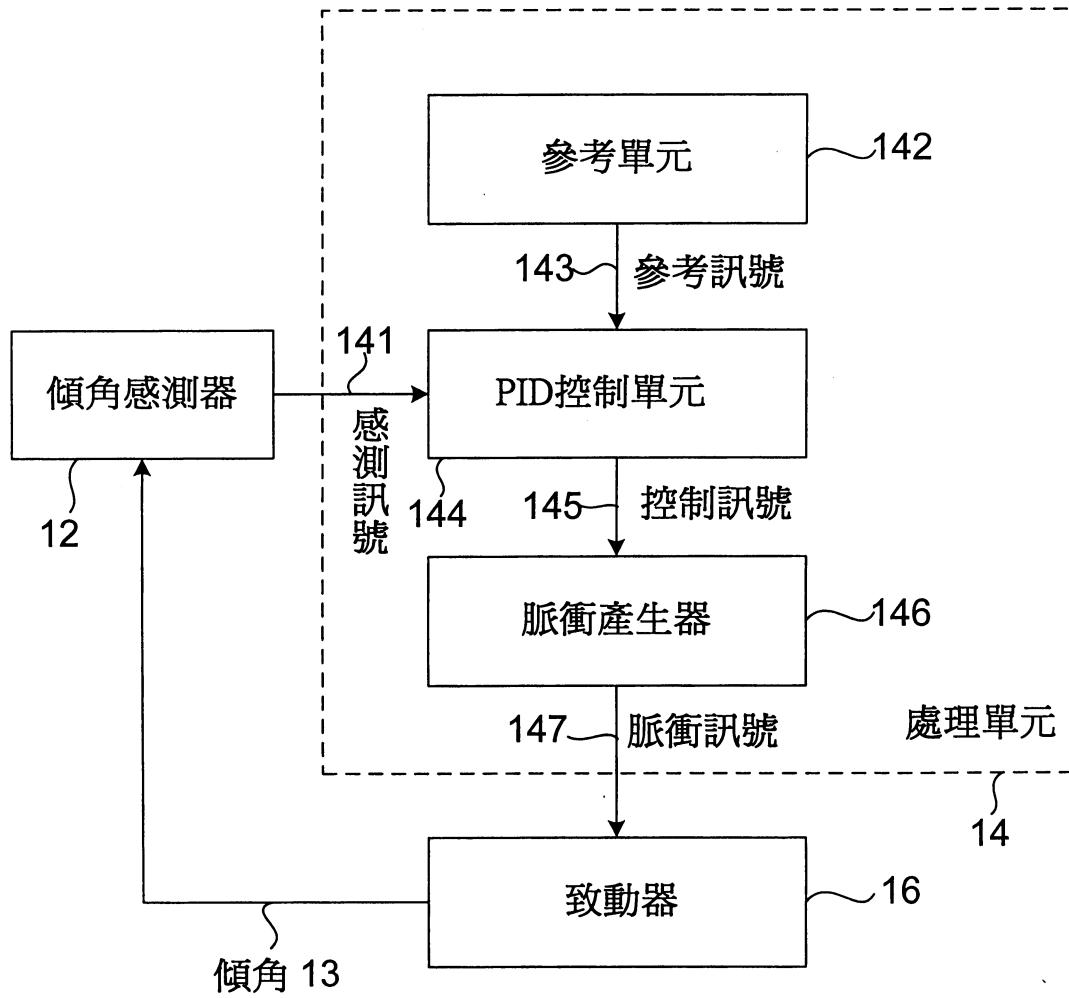 參考單元
142
143
參考訊號
傾角感測器
12
141
感測訊號
PID控制單元
144
145
控制訊號
脈衝產生器
146
147
脈衝訊號
處理單元
14
致動器
16
傾角 13